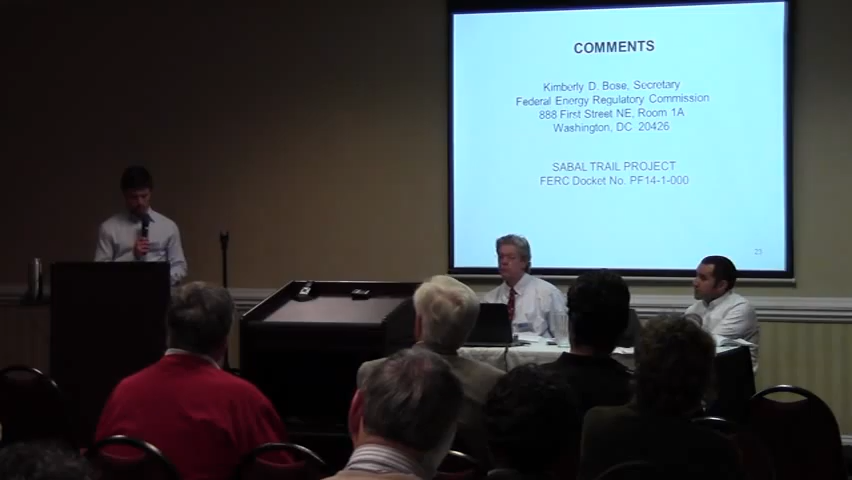 COMMENTS
Kimberly D. Bose, Secretary
Federal Energy Regulatory Commission
888 First Street NE, Room 1A
Washington, DC 20426
SABAL TRAIL PROJECT
FERC Docket No. PF14-1-000
23